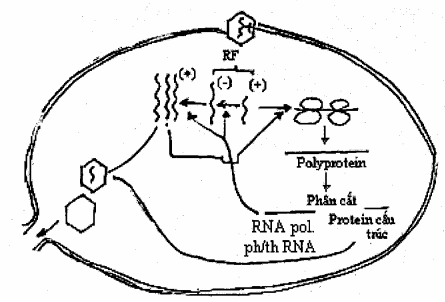 RF
(+)
(-)
(+)
Polyprotein
Phân cắt
Protein cấu
trúc
RNA pol.
ph/th RNA